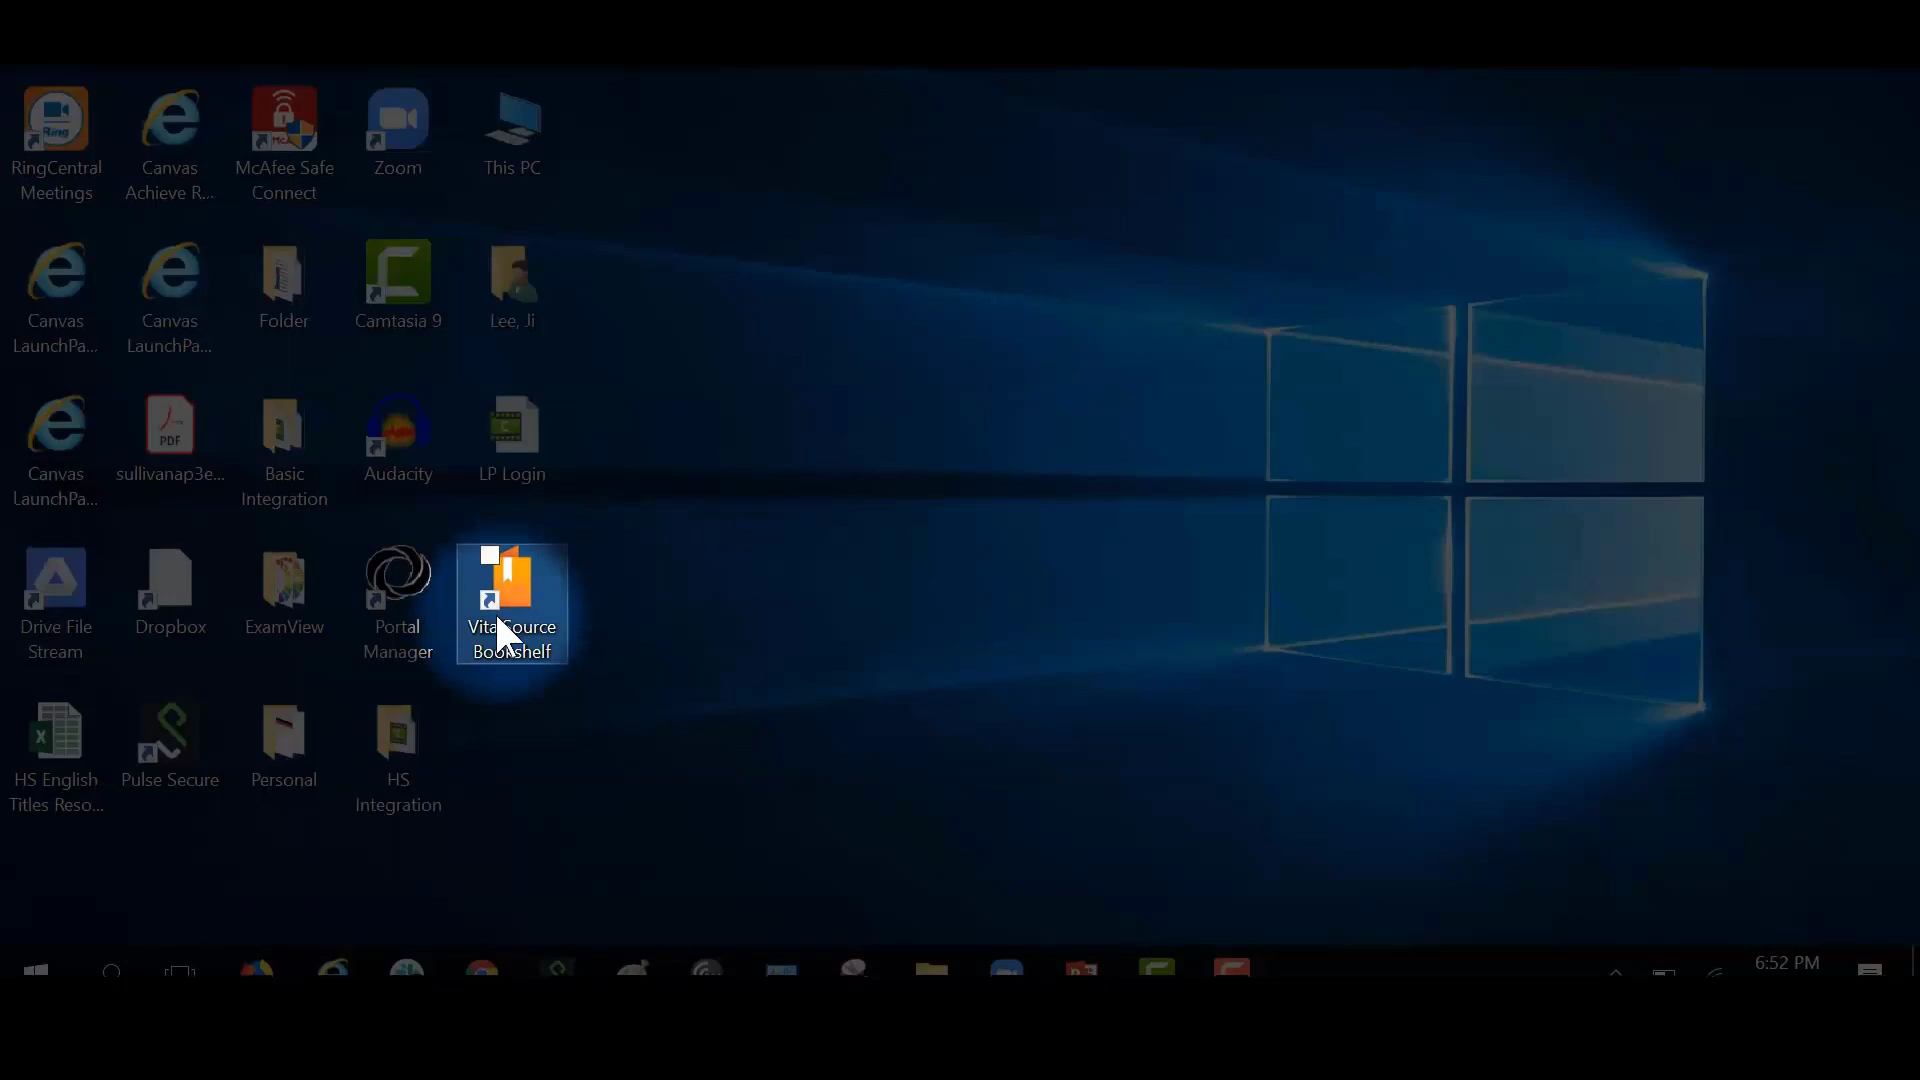 RingCentral
Meetings
Canvas
Achieve R...
McAfee Safe
Connect
Zoom
This PC
Canvas
LaunchPa...
Canvas
LaunchPa...
Folder
Camtasia 9
Lee, Ji
Canvas
LaunchPa...
PDF
sullivanap3e...
Basic
Integration
Audacity
LP Login
Drive File
Stream
Dropbox
ExamView
Portal
Manager
VitalSource
Bookshelf
HS English
Titles Reso...
Pulse Secure
Personal
HS
Integration
6:52 PM